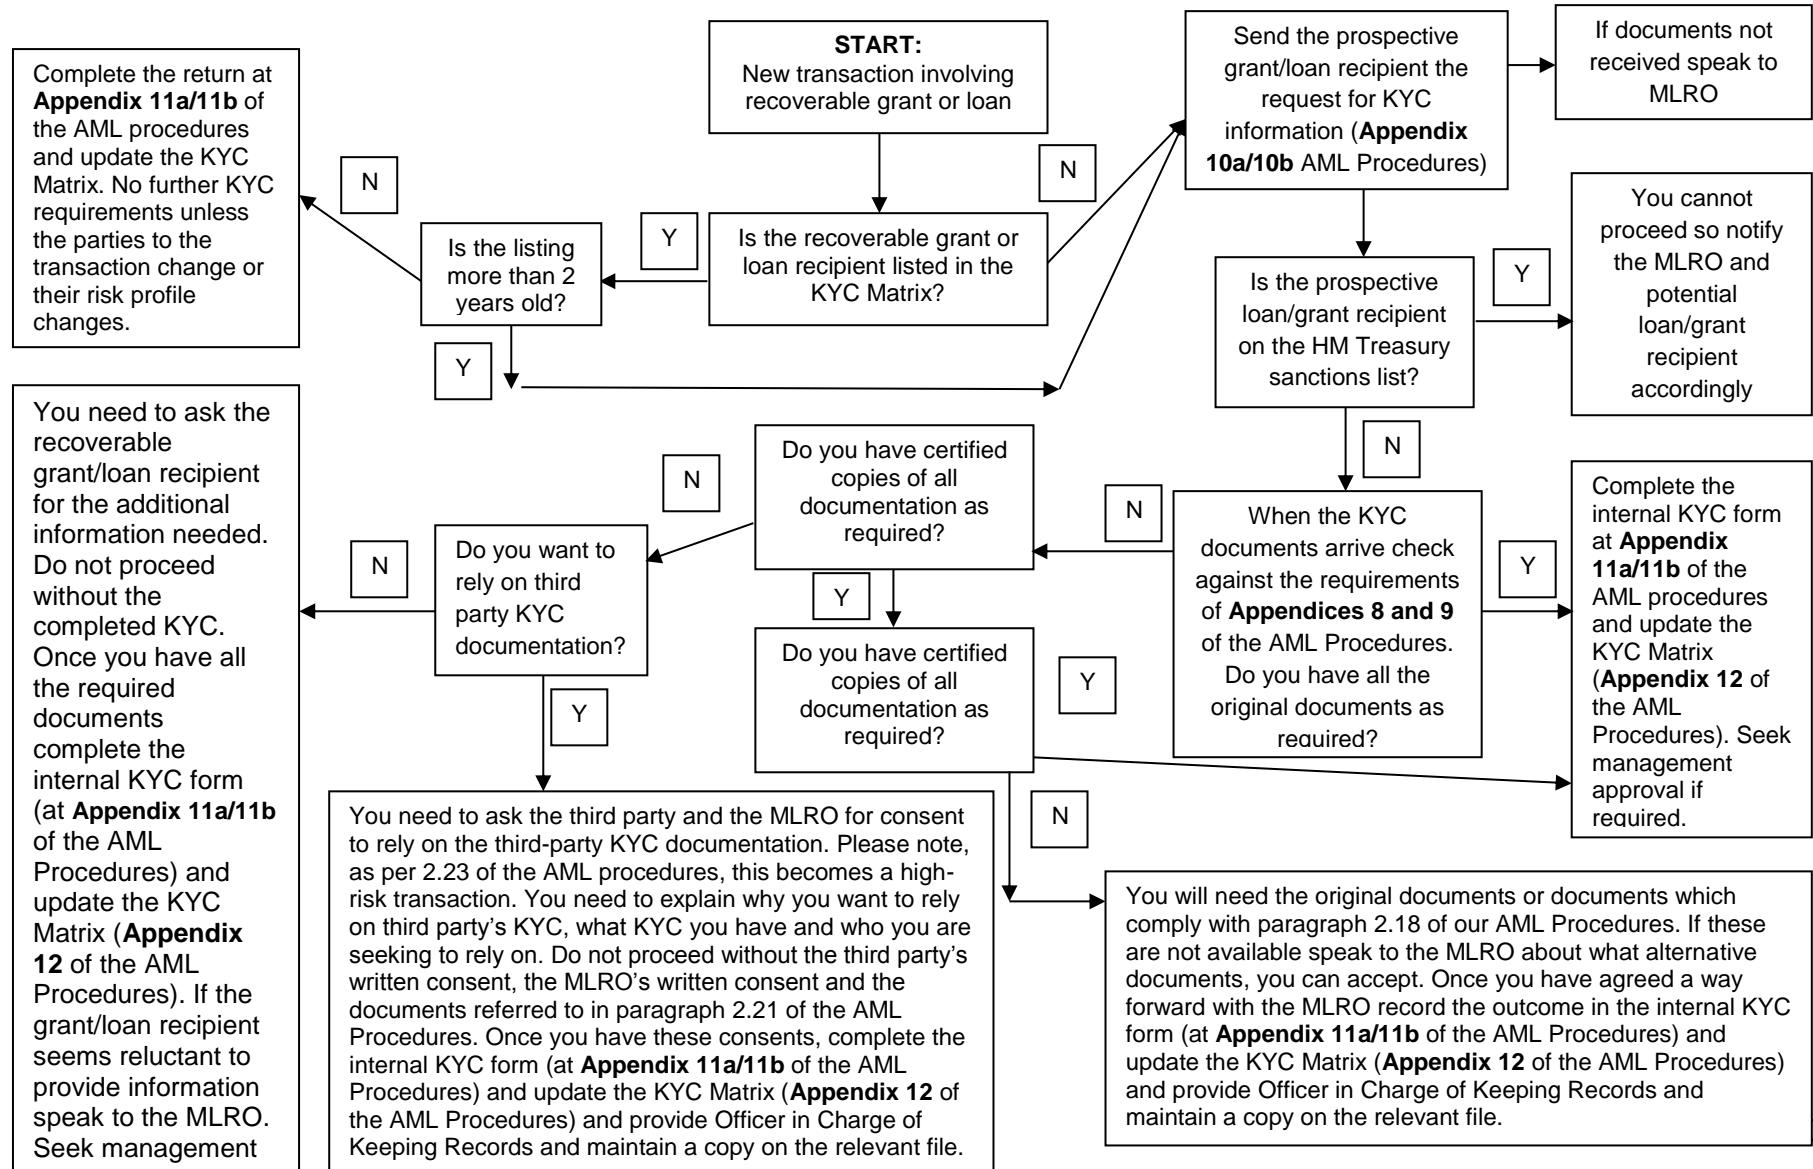 START:
New transaction involving
recoverable grant or loan
Send the prospective
grant/loan recipient the
request for KYC
information (Appendix
10a/10b AML Procedures)
If documents not
received speak to
MLRO
Complete the return at
Appendix 11a/11b of
the AML procedures
and update the KYC
Matrix. No further KYC
requirements unless
the parties to the
transaction change or
their risk profile
changes.
N
Is the listing
more than 2
years old?
Y
Is the recoverable grant or
loan recipient listed in the
KYC Matrix?
N
Y
Is the prospective
loan/grant recipient
on the HM Treasury
sanctions list?
Y
You cannot
proceed so notify
the MLRO and
potential
loan/grant
recipient
accordingly
N
You need to ask the
recoverable
grant/loan recipient
for the additional
information needed.
Do not proceed
without the
completed KYC.
Once you have all
the required
documents
complete the
internal KYC form
(at Appendix 11a/11b
of the AML
Procedures) and
update the KYC
Matrix (Appendix
12 of the AML
Procedures). If the
grant/loan recipient
seems reluctant to
provide information
speak to the MLRO.
Seek management
N
Do you want to
rely on third
party KYC
documentation?
N
Do you have certified
copies of all
documentation as
required?
N
When the KYC
documents arrive check
against the requirements
of Appendices 8 and 9
of the AML Procedures.
Do you have all the
original documents as
required?
Y
Complete the
internal KYC form
at Appendix
11a/11b of the
AML procedures
and update the
KYC Matrix
(Appendix 12 of
the AML
Procedures). Seek
management
approval if
required.
Y
Do you have certified
copies of all
documentation as
required?
Y
Y
N
You need to ask the third party and the MLRO for consent
to rely on the third-party KYC documentation. Please note,
as per 2.23 of the AML procedures, this becomes a high-
risk transaction. You need to explain why you want to rely
on third party's KYC, what KYC you have and who you are
seeking to rely on. Do not proceed without the third party's
written consent, the MLRO's written consent and the
documents referred to in paragraph 2.21 of the AML
Procedures. Once you have these consents, complete the
internal KYC form (at Appendix 11a/11b of the AML
Procedures) and update the KYC Matrix (Appendix 12 of
the AML Procedures) and provide Officer in Charge of
Keeping Records and maintain a copy on the relevant file.
You will need the original documents or documents which
comply with paragraph 2.18 of our AML Procedures. If these
are not available speak to the MLRO about what alternative
documents, you can accept. Once you have agreed a way
forward with the MLRO record the outcome in the internal KYC
form (at Appendix 11a/11b of the AML Procedures) and
update the KYC Matrix (Appendix 12 of the AML Procedures)
and provide Officer in Charge of Keeping Records and
maintain a copy on the relevant file.